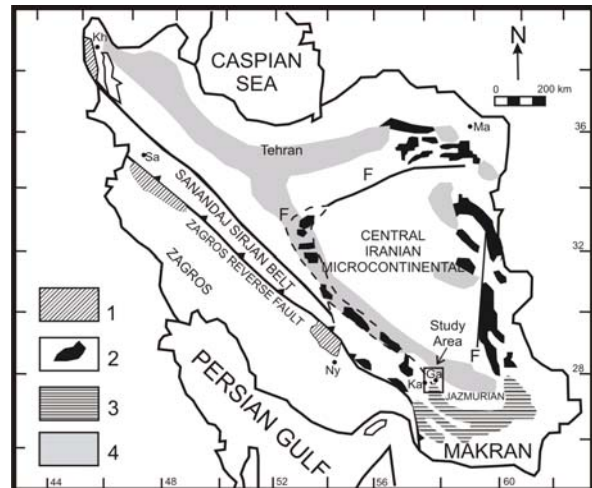 Kh
CASPIAN
SEA
N
0 200 km
Ma
36
Tehran
Sa
F
SANANDAJ SIRJAN BELT
ZAGROS REVERSE FAULT
ZAGROS
F
CENTRAL
IRANIAN
MICROCONTINENTAL
32
1
2
3
4
Study
Area
F
Ny
Ka
Ga
28
JAZMURIAN
PERSIAN GULF
MAKRAN
44
48
52
56
60